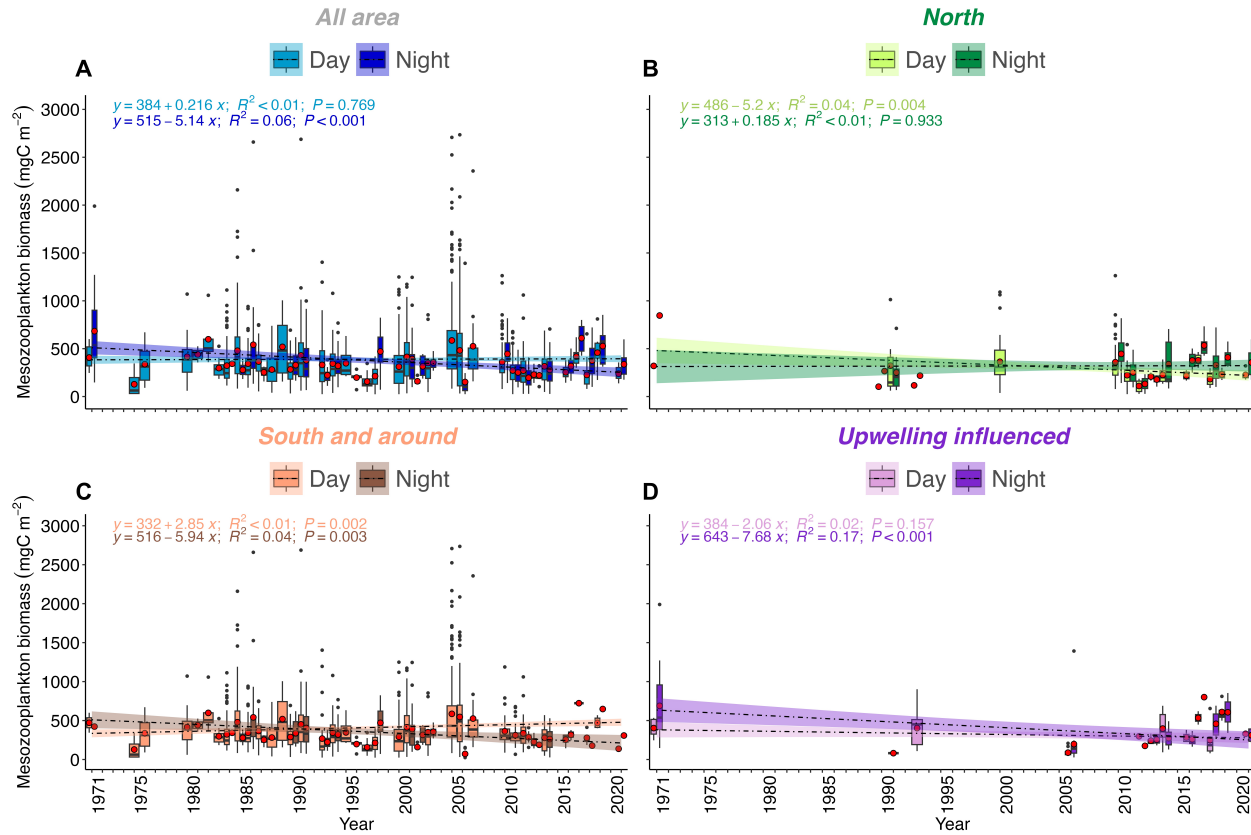 All area
North
Day Night
Day Night
A
B
y = 384 + 0.216 x; R² < 0.01; P = 0.769
y = 515 − 5.14 x; R² = 0.06; P < 0.001
y = 486 − 5.2 x; R² = 0.04; P = 0.004
y = 313 + 0.185 x; R² < 0.01; P = 0.933
Mesozooplankton biomass (mgC m⁻²)
3000
2500
2000
1500
1000
500
0
South and around
Upwelling influenced
Day Night
Day Night
C
D
y = 332 + 2.85 x; R² < 0.01; P = 0.002
y = 516 − 5.94 x; R² = 0.04; P = 0.003
y = 384 − 2.06 x; R² = 0.02; P = 0.157
y = 643 − 7.68 x; R² = 0.17; P < 0.001
Mesozooplankton biomass (mgC m⁻²)
3000
2500
2000
1500
1000
500
0
1971 1975 1980 1985 1990 1995 2000 2005 2010 2015 2020
1971 1975 1980 1985 1990 1995 2000 2005 2010 2015 2020
Year
Year